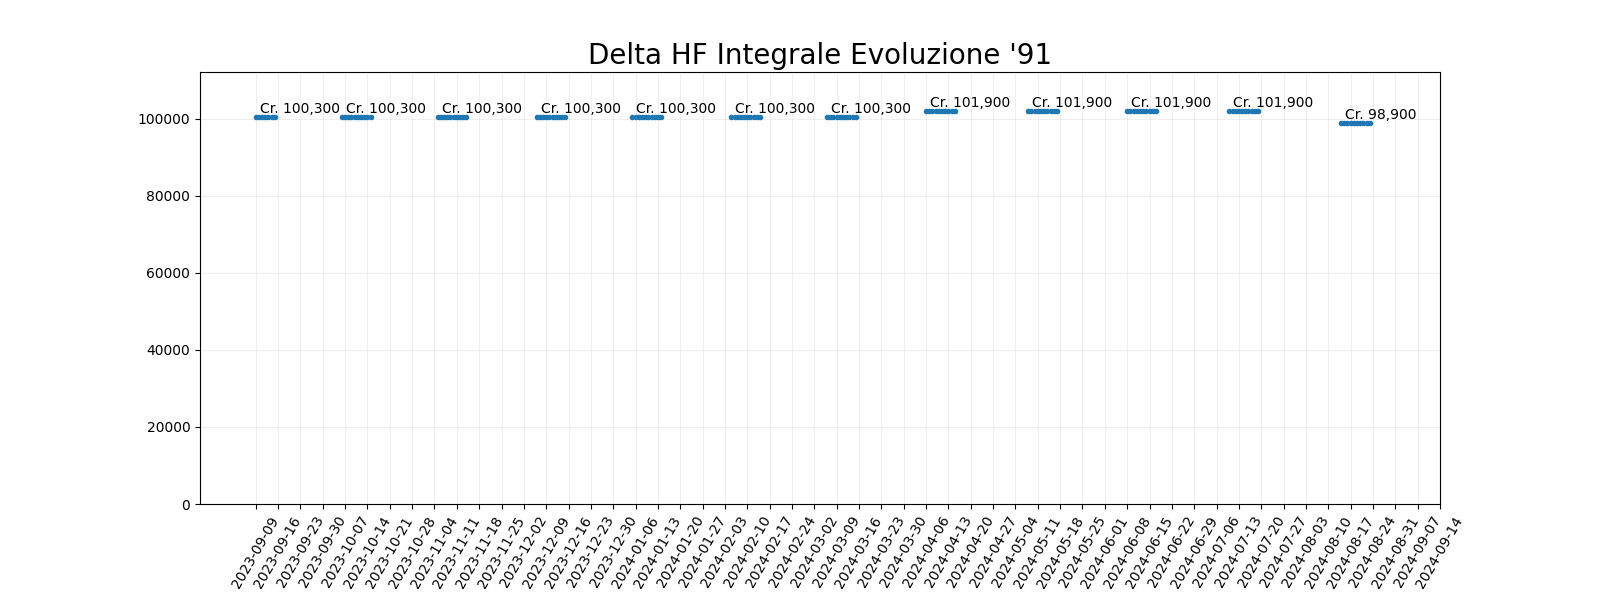 Delta HF Integrale Evoluzione '91
Cr. 100,300 Cr. 100,300 Cr. 100,300 Cr. 100,300 Cr. 100,300 Cr. 100,300 Cr. 100,300 Cr. 101,900 Cr. 101,900 Cr. 101,900 Cr. 101,900 Cr. 98,900
100000
80000
60000
40000
20000
0
2023-09-09 2023-09-16 2023-09-23 2023-09-30 2023-10-07 2023-10-14 2023-10-21 2023-10-28 2023-11-04 2023-11-11 2023-11-18 2023-11-25 2023-12-02 2023-12-09 2023-12-16 2023-12-23 2023-12-30 2024-01-06 2024-01-13 2024-01-20 2024-01-27 2024-02-03 2024-02-10 2024-02-17 2024-02-24 2024-03-02 2024-03-09 2024-03-16 2024-03-23 2024-03-30 2024-04-06 2024-04-13 2024-04-20 2024-04-27 2024-05-04 2024-05-11 2024-05-18 2024-05-25 2024-06-01 2024-06-08 2024-06-15 2024-06-22 2024-06-29 2024-07-06 2024-07-13 2024-07-20 2024-07-27 2024-08-03 2024-08-10 2024-08-17 2024-08-24 2024-08-31 2024-09-07 2024-09-14